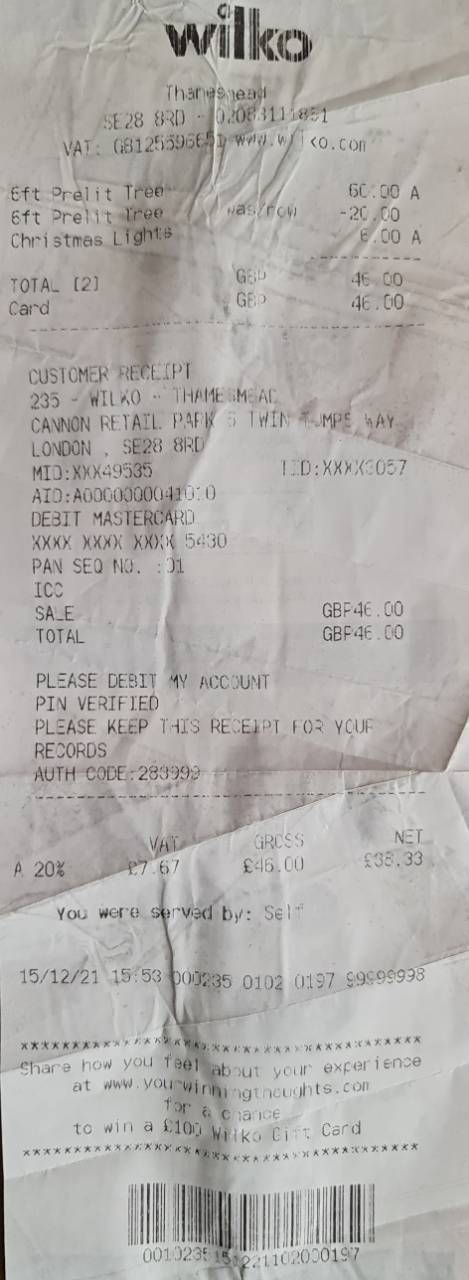 wilko
Thamesmead
SE28 8RD - 02083111851
VAT: GB125596651 www.wilko.com
6ft Prelit Tree 60.00 A
6ft Prelit Tree was/now -20.00
Christmas Lights 6.00 A
------------
TOTAL [2] GBP 46.00
Card GBP 46.00
------------------------------------------
CUSTOMER RECEIPT
235 - WILKO - THAMESMEAD
CANNON RETAIL PARK 5 TWIN TUMPS WAY
LONDON , SE28 8RD
MID:XXX49535 TID:XXXX3057
AID:A0000000041010
DEBIT MASTERCARD
XXXX XXXX XXXX 5430
PAN SEQ NO. :01
ICC
SALE GBP46.00
TOTAL GBP46.00
PLEASE DEBIT MY ACCOUNT
PIN VERIFIED
PLEASE KEEP THIS RECEIPT FOR YOUR
RECORDS
AUTH CODE:283999
------------------------------------------
VAT GROSS NET
A 20% £7.67 £46.00 £38.33
You were served by: Self
15/12/21 15:53 000235 0102 0197 99999998
******************************************
Share how you feel about your experience
at www.yourwinningthoughts.com
for a chance
to win a £100 Wilko Gift Card
******************************************